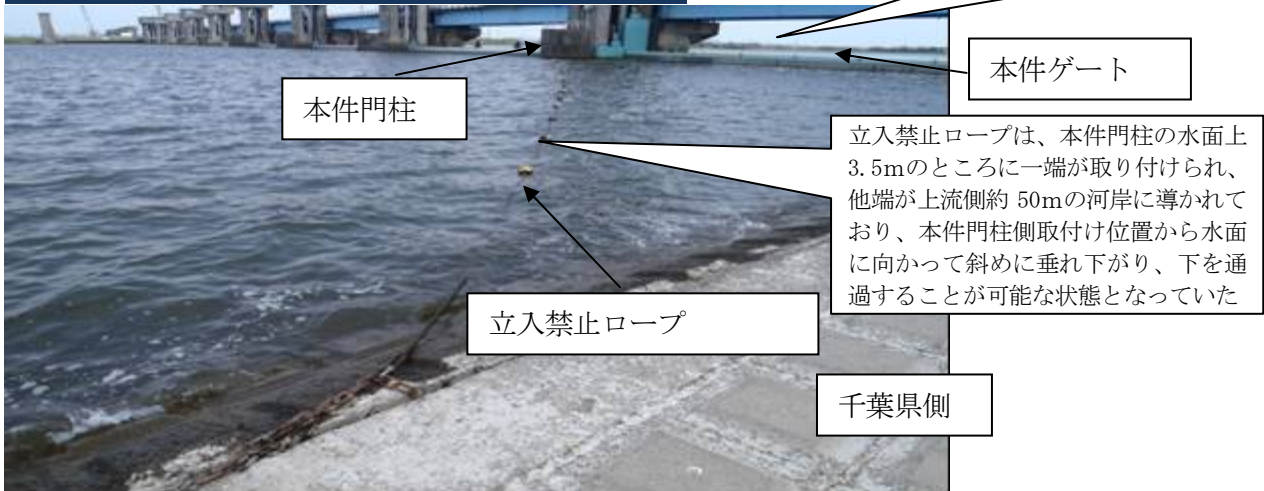 本件ゲート
本件門柱
立入禁止ロープは、本件門柱の水面上
3.5mのところに一端が取り付けられ、
他端が上流側約 50mの河岸に導かれて
おり、本件門柱側取付け位置から水面
に向かって斜めに垂れ下がり、下を通
過することが可能な状態となっていた
立入禁止ロープ
千葉県側